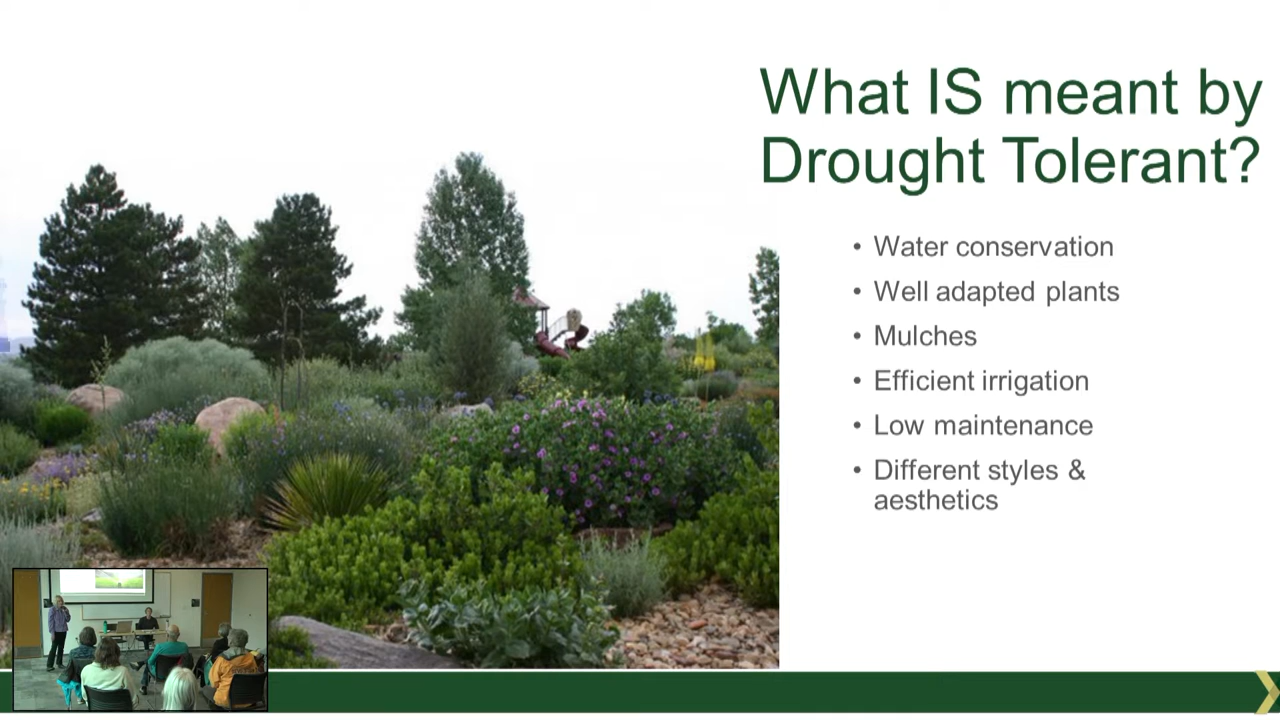 What IS meant by
Drought Tolerant?
• Water conservation
• Well adapted plants
• Mulches
• Efficient irrigation
• Low maintenance
• Different styles &
aesthetics